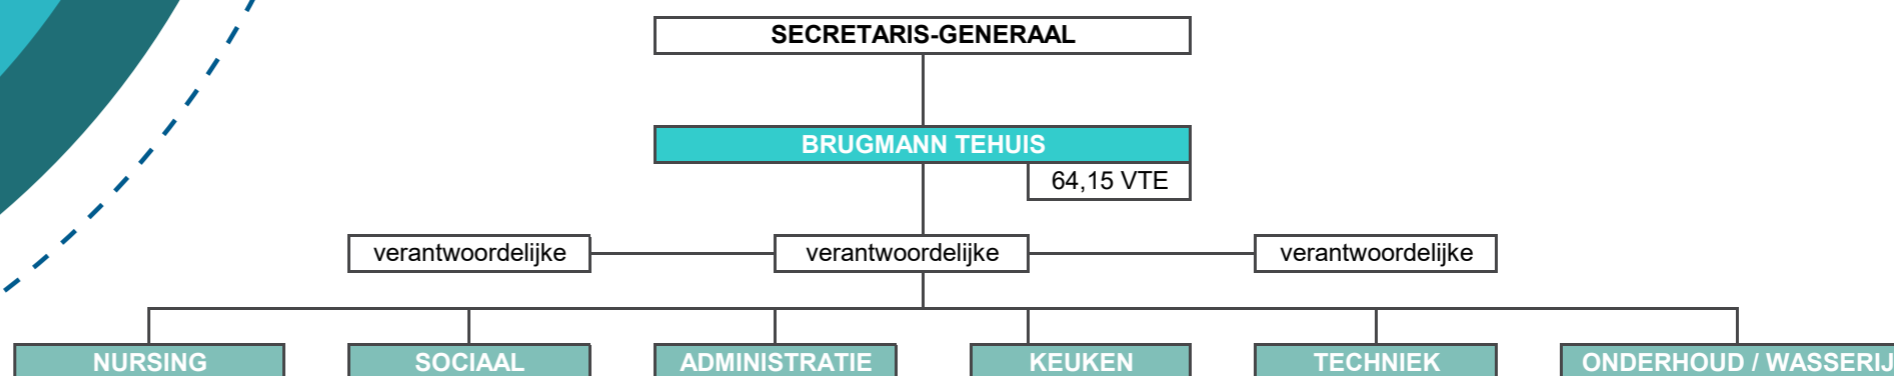 SECRETARIS-GENERAAL
BRUGMANN TEHUIS
64,15 VTE
verantwoordelijke verantwoordelijke verantwoordelijke
NURSING SOCIAAL ADMINISTRATIE KEUKEN TECHNIEK ONDERHOUD / WASSERIJ